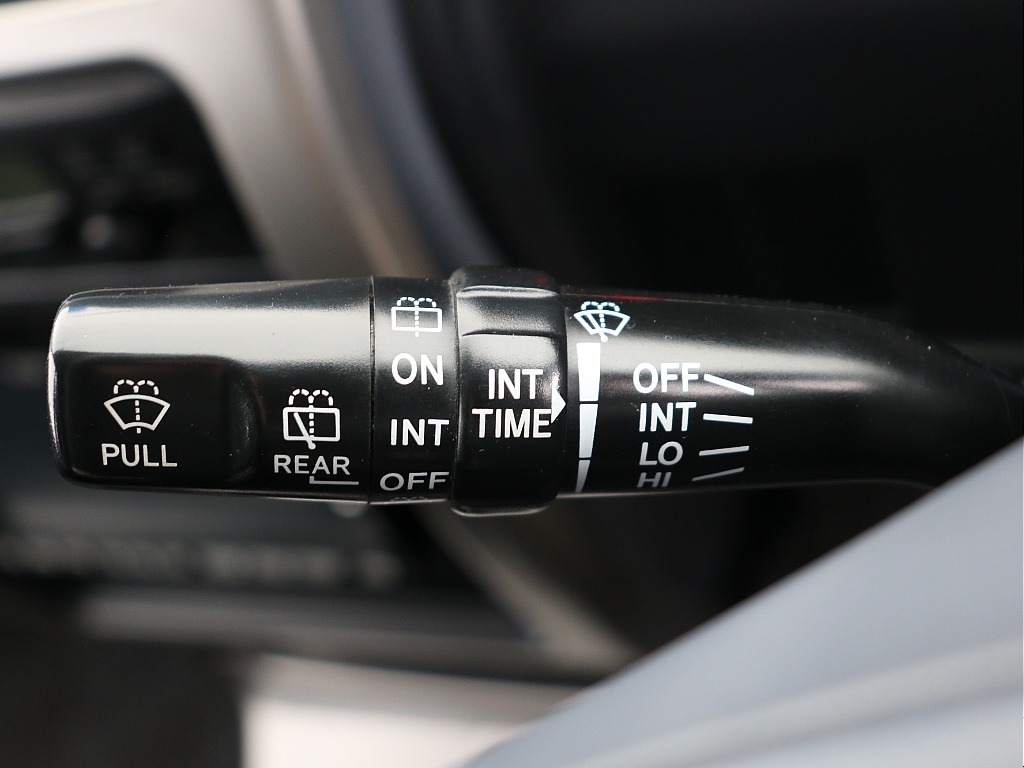 PULL
REAR
ON
INT
OFF
INT
TIME
OFF
INT
LO
HI